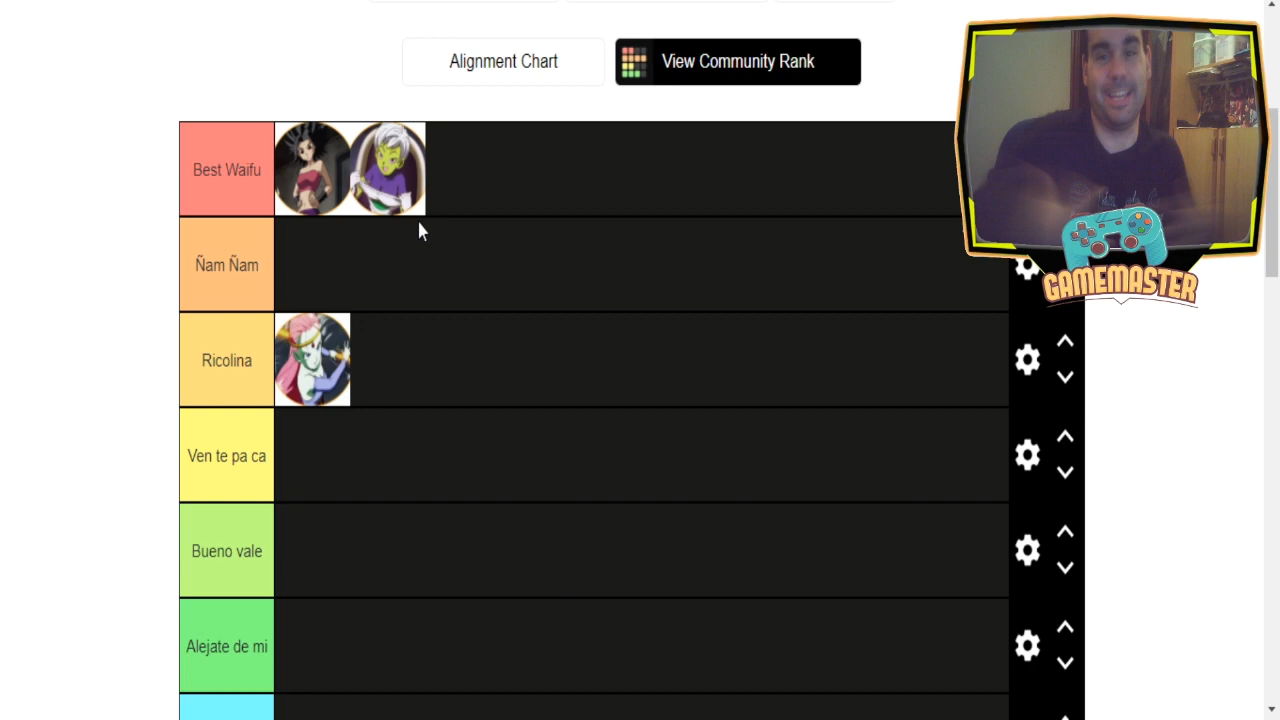 Alignment Chart
View Community Rank
Best Waifu
Ñam Ñam
GAMEMASTER
Ricolina
Ven te pa ca
Bueno vale
Alejate de mi